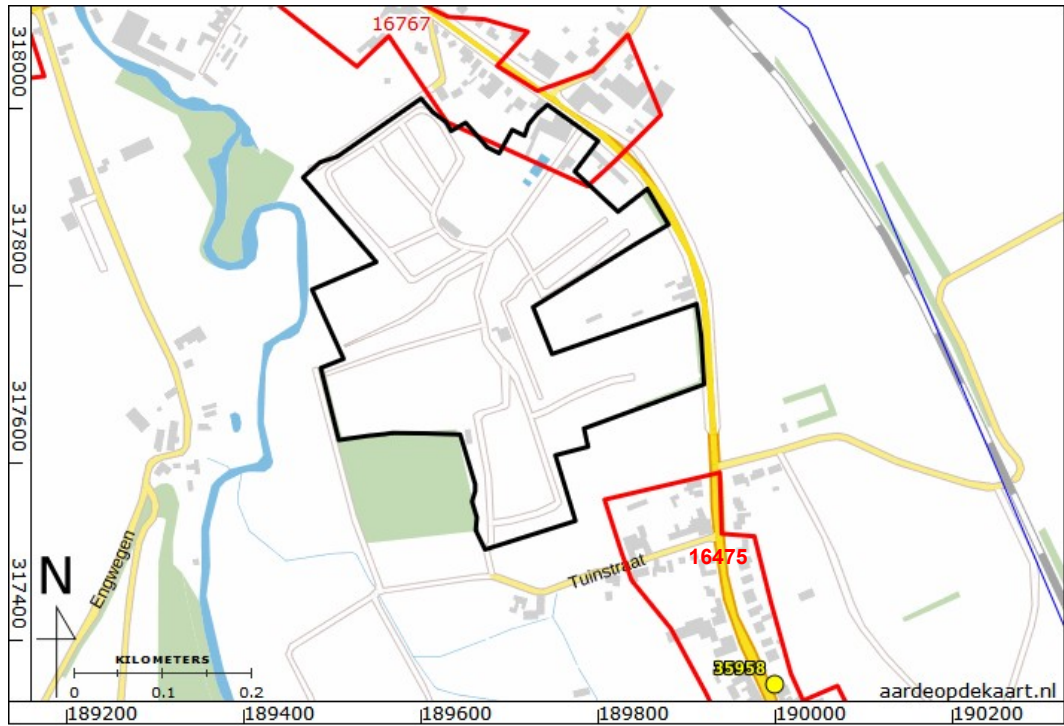 16767
318000
317800
317600
317400
Engwegen
Tuinstraat
16475
35958
N
KILOMETERS
0 0.1 0.2
aardeopdekaart.nl
189200 189400 189600 189800 190000 190200